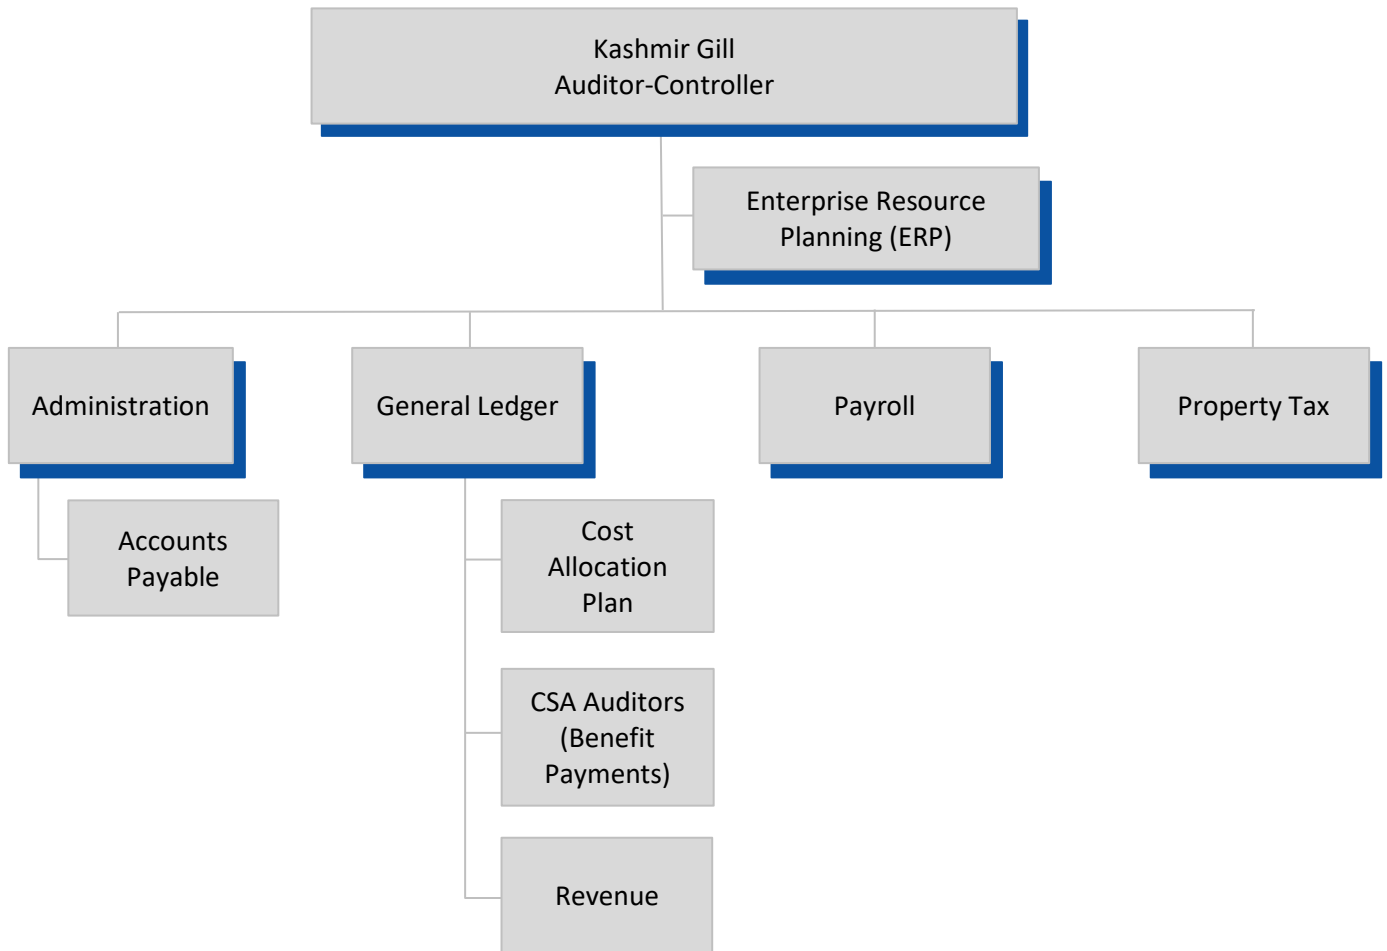 Kashmir Gill
Auditor-Controller
Enterprise Resource
Planning (ERP)
Administration
General Ledger
Payroll
Property Tax
Accounts
Payable
Cost
Allocation
Plan
CSA Auditors
(Benefit
Payments)
Revenue